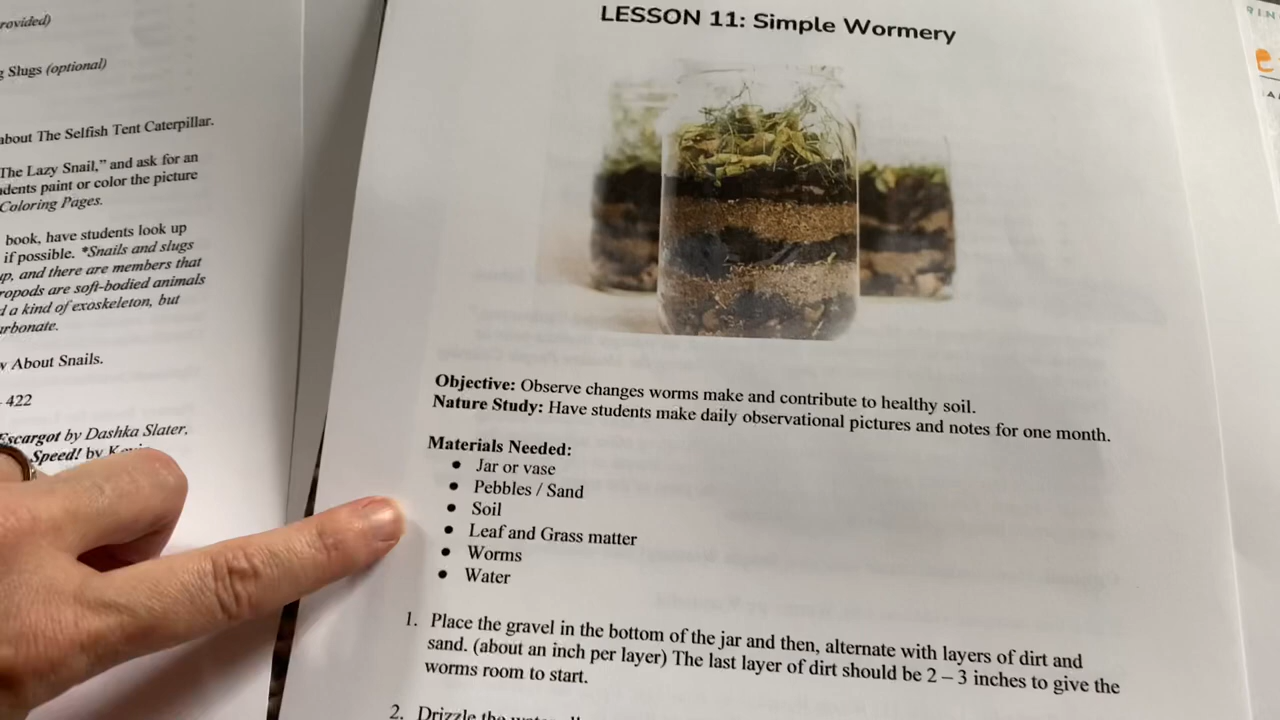 rovided)
Slugs (optional)
about The Selfish Tent Caterpillar.
The Lazy Snail,” and ask for an
dents paint or color the picture
Coloring Pages.
book, have students look up
if possible. *Snails and slugs
up, and there are members that
ropods are soft-bodied animals
d a kind of exoskeleton, but
arbonate.
About Snails.
422
Escargot by Dashka Slater,
Speed! by
LESSON 11: Simple Wormery
Objective: Observe changes worms make and contribute to healthy soil.
Nature Study: Have students make daily observational pictures and notes for one month.
Materials Needed:
• Jar or vase
• Pebbles / Sand
• Soil
• Leaf and Grass matter
• Worms
• Water
1. Place the gravel in the bottom of the jar and then, alternate with layers of dirt and
sand. (about an inch per layer) The last layer of dirt should be 2 – 3 inches to give the
worms room to start.
2. Drizzle the water